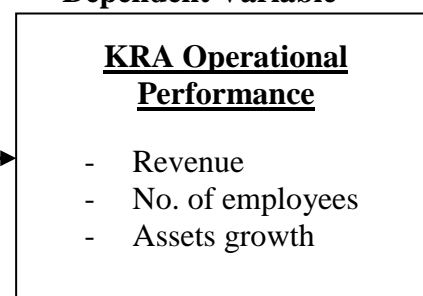 Dependent Variable
KRA Operational
Performance
- Revenue
- No. of employees
- Assets growth